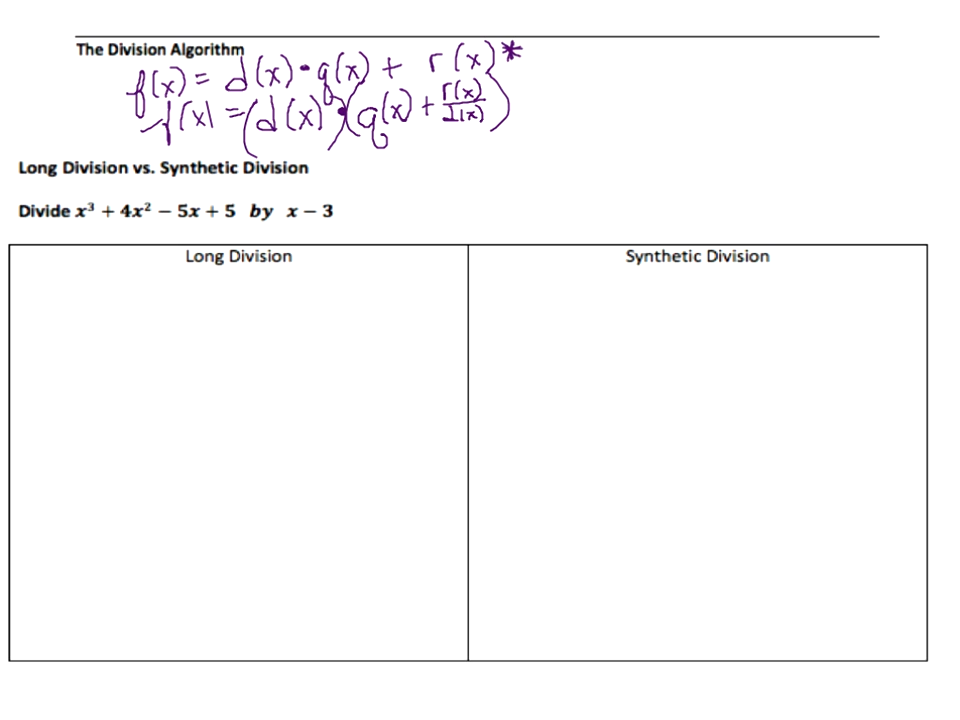 The Division Algorithm
f(x) = d(x) • q(x) + r(x)*
f(x) = (d(x)) • (q(x) + r(x)/d(x))
Long Division vs. Synthetic Division
Divide x³ + 4x² − 5x + 5 by x − 3
Long Division
Synthetic Division